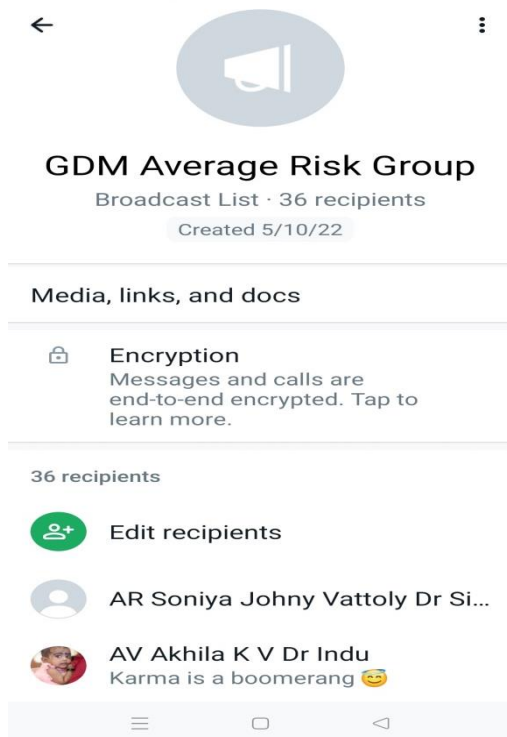 GDM Average Risk Group
Broadcast List · 36 recipients
Created 5/10/22
Media, links, and docs
Encryption
Messages and calls are
end-to-end encrypted. Tap to
learn more.
36 recipients
Edit recipients
AR Soniya Johny Vattoly Dr Si...
AV Akhila K V Dr Indu
Karma is a boomerang 😇